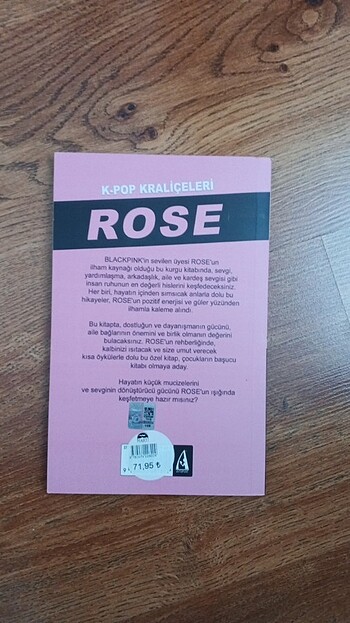 K-POP KRALİÇELERİ
ROSE
BLACKPINK'in sevilen üyesi ROSE'un
ilham kaynağı olduğu bu kurgu kitabında, sevgi,
yardımlaşma, arkadaşlık, aile ve kardeş sevgisi gibi
insan ruhunun en değerli hislerini keşfedeceksiniz.
Her biri, hayatın içinden sımsıcak anlarla dolu bu
hikayeler, ROSE'un pozitif enerjisi ve güler yüzünden
ilhamla kaleme alındı.
Bu kitapta, dostluğun ve dayanışmanın gücünü,
aile bağlarının önemini ve birlik olmanın değerini
bulacaksınız. ROSE'un rehberliğinde,
kalbinizi ısıtacak ve size umut verecek
kısa öykülerle dolu bu özel kitap, çocukların başucu
kitabı olmaya aday.
Hayatın küçük mucizelerini
ve sevginin dönüştürücü gücünü ROSE'un ışığında
keşfetmeye hazır mısınız?
71,95 ₺